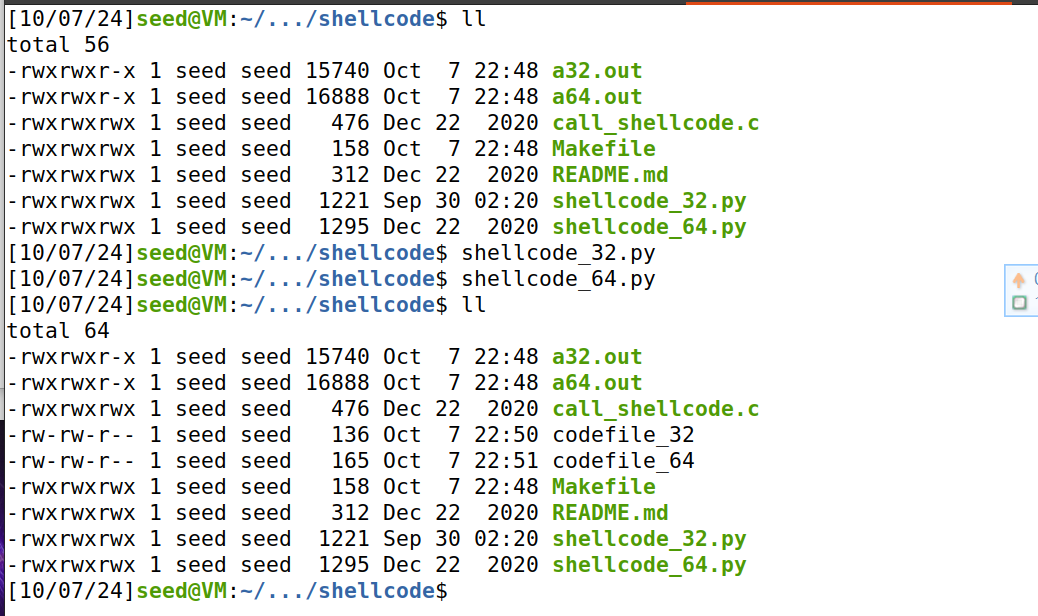 [10/07/24]seed@VM:~/.../shellcode$ ll
total 56
-rwxrwxr-x 1 seed seed 15740 Oct  7 22:48 a32.out
-rwxrwxr-x 1 seed seed 16888 Oct  7 22:48 a64.out
-rwxrwxrwx 1 seed seed   476 Dec 22  2020 call_shellcode.c
-rwxrwxrwx 1 seed seed   158 Oct  7 22:48 Makefile
-rwxrwxrwx 1 seed seed   312 Dec 22  2020 README.md
-rwxrwxrwx 1 seed seed  1221 Sep 30 02:20 shellcode_32.py
-rwxrwxrwx 1 seed seed  1295 Dec 22  2020 shellcode_64.py
[10/07/24]seed@VM:~/.../shellcode$ shellcode_32.py
[10/07/24]seed@VM:~/.../shellcode$ shellcode_64.py
[10/07/24]seed@VM:~/.../shellcode$ ll
total 64
-rwxrwxr-x 1 seed seed 15740 Oct  7 22:48 a32.out
-rwxrwxr-x 1 seed seed 16888 Oct  7 22:48 a64.out
-rwxrwxrwx 1 seed seed   476 Dec 22  2020 call_shellcode.c
-rw-rw-r-- 1 seed seed   136 Oct  7 22:50 codefile_32
-rw-rw-r-- 1 seed seed   165 Oct  7 22:51 codefile_64
-rwxrwxrwx 1 seed seed   158 Oct  7 22:48 Makefile
-rwxrwxrwx 1 seed seed   312 Dec 22  2020 README.md
-rwxrwxrwx 1 seed seed  1221 Sep 30 02:20 shellcode_32.py
-rwxrwxrwx 1 seed seed  1295 Dec 22  2020 shellcode_64.py
[10/07/24]seed@VM:~/.../shellcode$